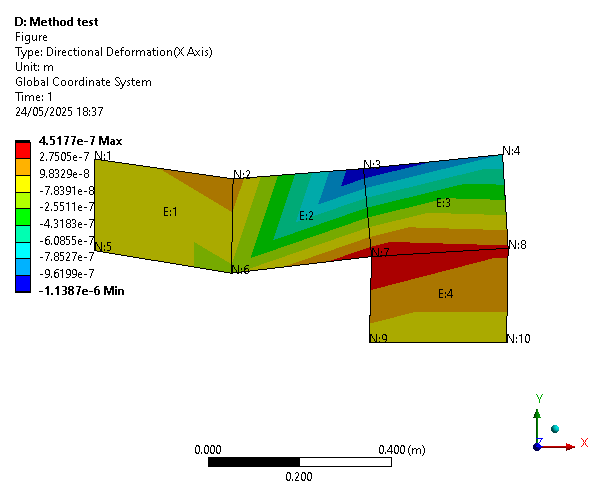 D: Method test
Figure
Type: Directional Deformation(X Axis)
Unit: m
Global Coordinate System
Time: 1
24/05/2025 18:37
4.5177e-7 Max
2.7505e-7
9.8329e-8
-7.8391e-8
-2.5511e-7
-4.3183e-7
-6.0855e-7
-7.8527e-7
-9.6199e-7
-1.1387e-6 Min
N:1
N:2
N:3
N:4
E:1
E:2
E:3
N:5
N:6
N:7
N:8
E:4
N:9
N:10
0.000
0.400 (m)
0.200
Y
Z
X